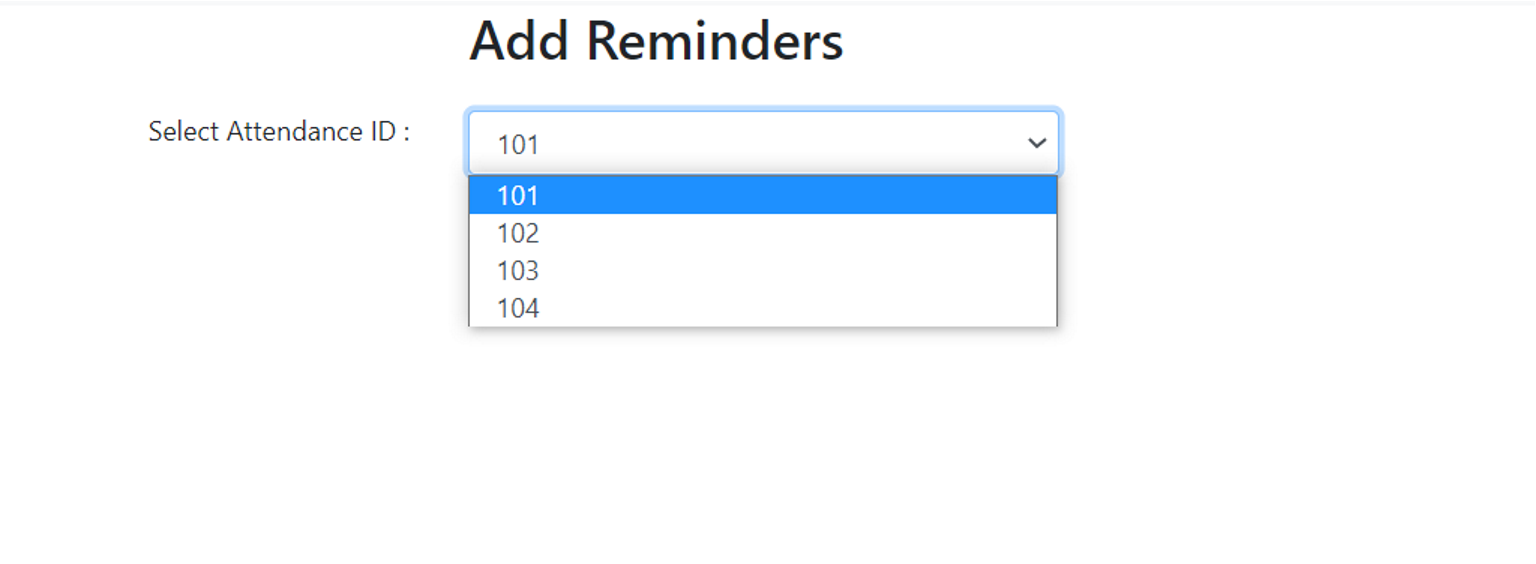 Add Reminders
Select Attendance ID :
101
101
102
103
104